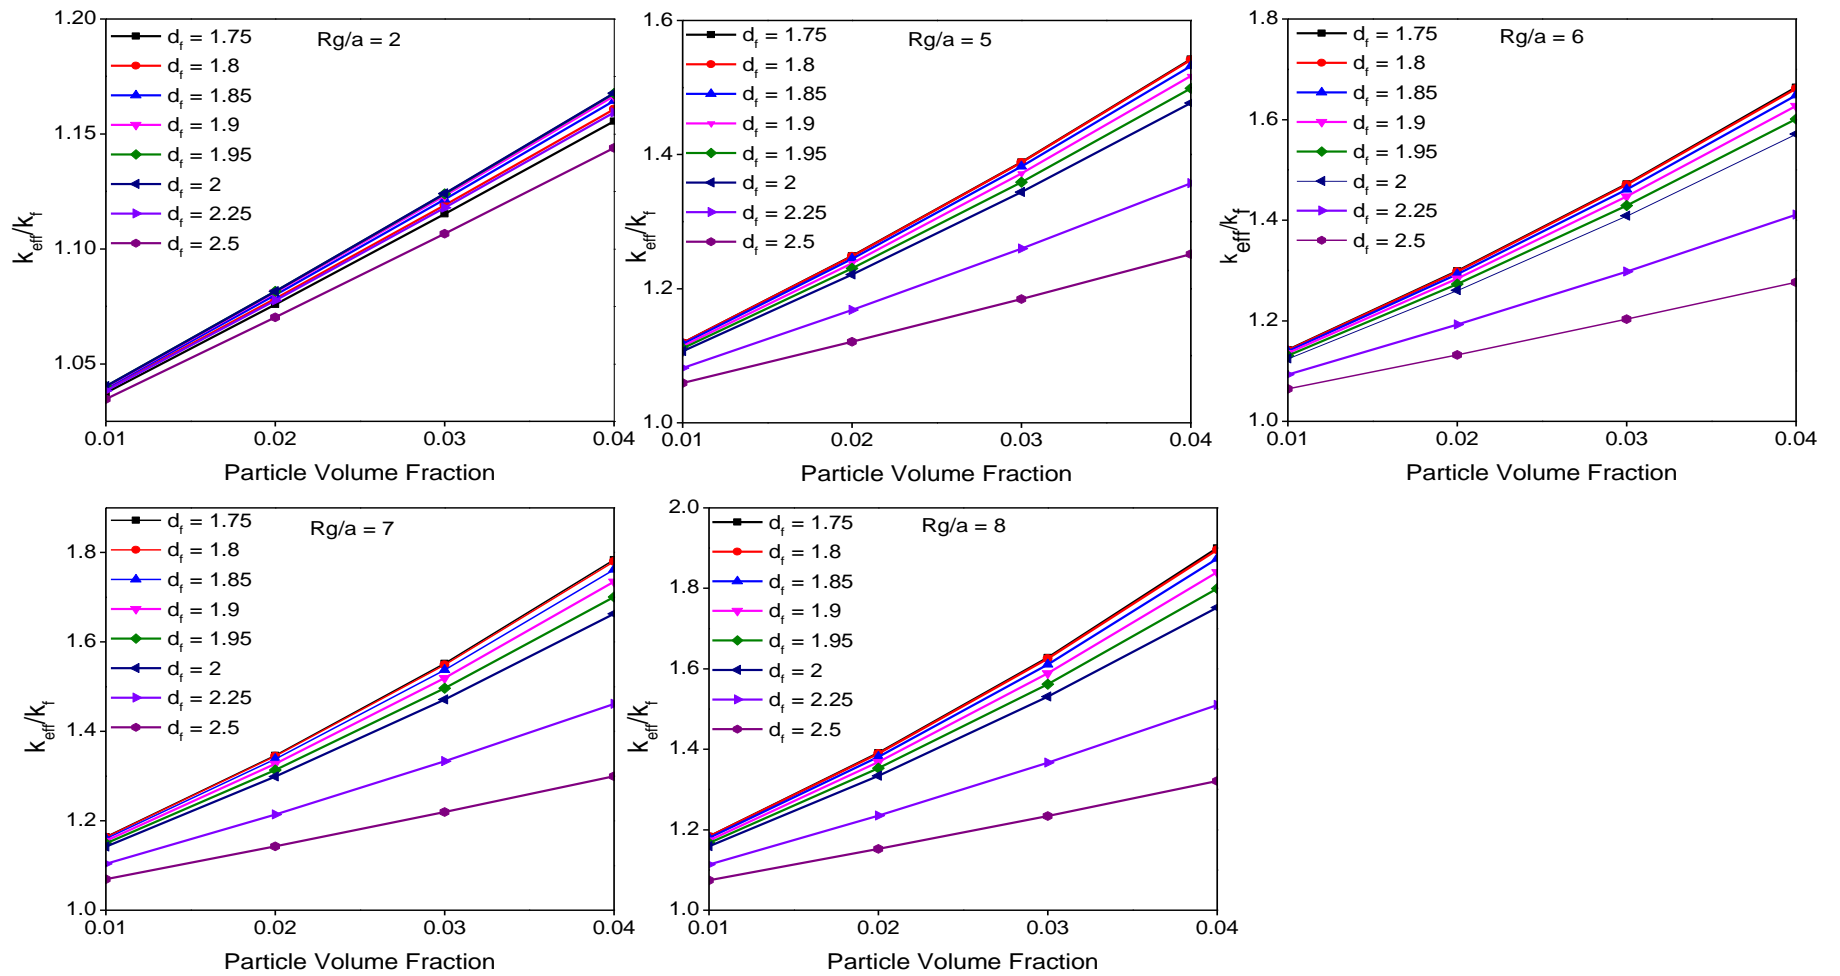 Rg/a = 2
d_f = 1.75
d_f = 1.8
d_f = 1.85
d_f = 1.9
d_f = 1.95
d_f = 2
d_f = 2.25
d_f = 2.5
1.20
1.15
1.10
1.05
k_eff/k_f
0.01 0.02 0.03 0.04
Particle Volume Fraction
Rg/a = 5
d_f = 1.75
d_f = 1.8
d_f = 1.85
d_f = 1.9
d_f = 1.95
d_f = 2
d_f = 2.25
d_f = 2.5
1.6
1.4
1.2
1.0
k_eff/k_f
0.01 0.02 0.03 0.04
Particle Volume Fraction
Rg/a = 6
d_f = 1.75
d_f = 1.8
d_f = 1.85
d_f = 1.9
d_f = 1.95
d_f = 2
d_f = 2.25
d_f = 2.5
1.8
1.6
1.4
1.2
1.0
k_eff/k_f
0.01 0.02 0.03 0.04
Particle Volume Fraction
Rg/a = 7
d_f = 1.75
d_f = 1.8
d_f = 1.85
d_f = 1.9
d_f = 1.95
d_f = 2
d_f = 2.25
d_f = 2.5
1.8
1.6
1.4
1.2
1.0
k_eff/k_f
0.01 0.02 0.03 0.04
Particle Volume Fraction
Rg/a = 8
d_f = 1.75
d_f = 1.8
d_f = 1.85
d_f = 1.9
d_f = 1.95
d_f = 2
d_f = 2.25
d_f = 2.5
2.0
1.8
1.6
1.4
1.2
1.0
k_eff/k_f
0.01 0.02 0.03 0.04
Particle Volume Fraction